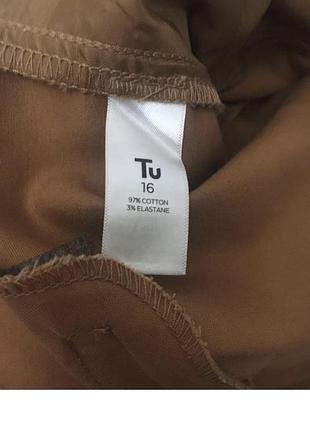 Tu
16
97% COTTON
3% ELASTANE